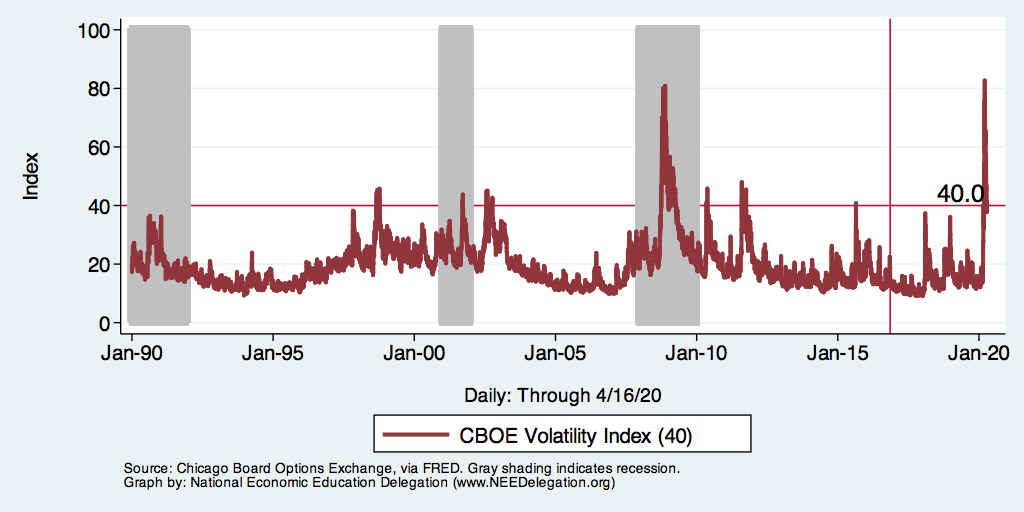 100
80
60
40
20
0
Index
40.0
Jan-90 Jan-95 Jan-00 Jan-05 Jan-10 Jan-15 Jan-20
Daily: Through 4/16/20
CBOE Volatility Index (40)
Source: Chicago Board Options Exchange, via FRED. Gray shading indicates recession.
Graph by: National Economic Education Delegation (www.NEEDelegation.org)